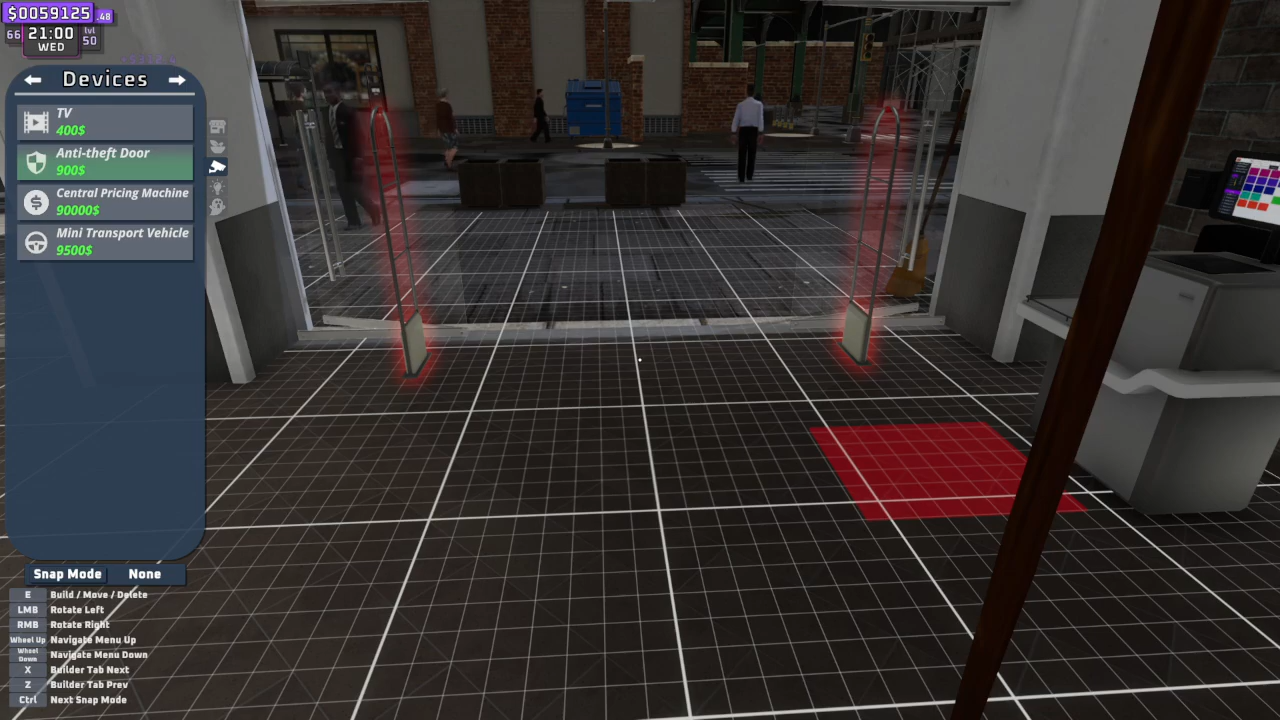 $0059125.48
66 21:00 lvl 50
WED
Devices
TV
400$
Anti-theft Door
900$
Central Pricing Machine
90000$
Mini Transport Vehicle
9500$
Snap Mode None
E Build / Move / Delete
LMB Rotate Left
RMB Rotate Right
Wheel Up Navigate Menu Up
Wheel Down Navigate Menu Down
X Builder Tab Next
Z Builder Tab Prev
Ctrl Next Snap Mode